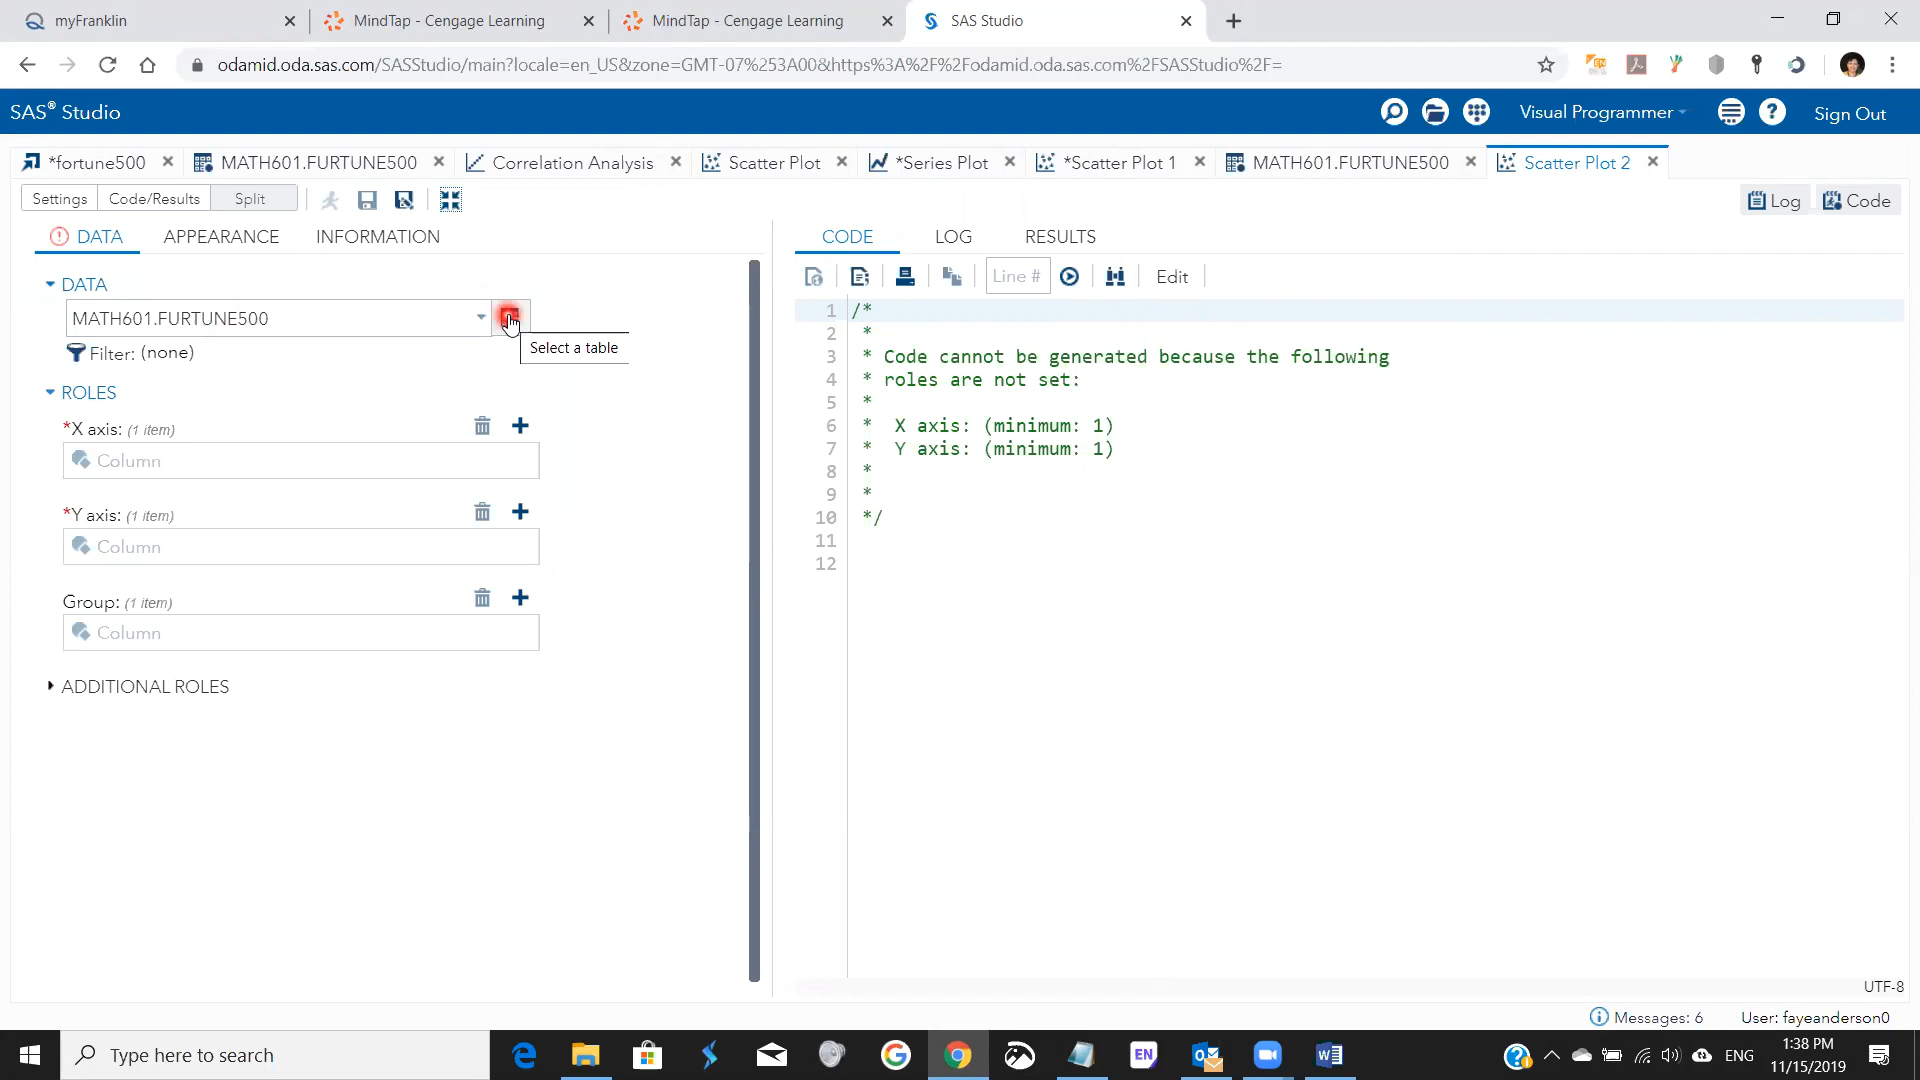 myFranklin
MindTap - Cengage Learning
MindTap - Cengage Learning
SAS Studio
odamid.oda.sas.com/SASStudio/main?locale=en_US&zone=GMT-07%253A00&https%3A%2F%2Fodamid.oda.sas.com%2FSASStudio%2F=
SAS® Studio
Visual Programmer
Sign Out
*fortune500
MATH601.FURTUNE500
Correlation Analysis
Scatter Plot
*Series Plot
*Scatter Plot 1
MATH601.FURTUNE500
Scatter Plot 2
Settings
Code/Results
Split
Log
Code
DATA
APPEARANCE
INFORMATION
CODE
LOG
RESULTS
DATA
MATH601.FURTUNE500
Select a table
Filter: (none)
ROLES
*X axis: (1 item)
Column
*Y axis: (1 item)
Column
Group: (1 item)
Column
ADDITIONAL ROLES
Line #
Edit
1 /*
2 *
3 * Code cannot be generated because the following
4 * roles are not set:
5 *
6 * X axis: (minimum: 1)
7 * Y axis: (minimum: 1)
8 *
9 *
10 */
11
12
UTF-8
Messages: 6
User: fayeanderson0
Type here to search
EN
ENG
1:38 PM
11/15/2019